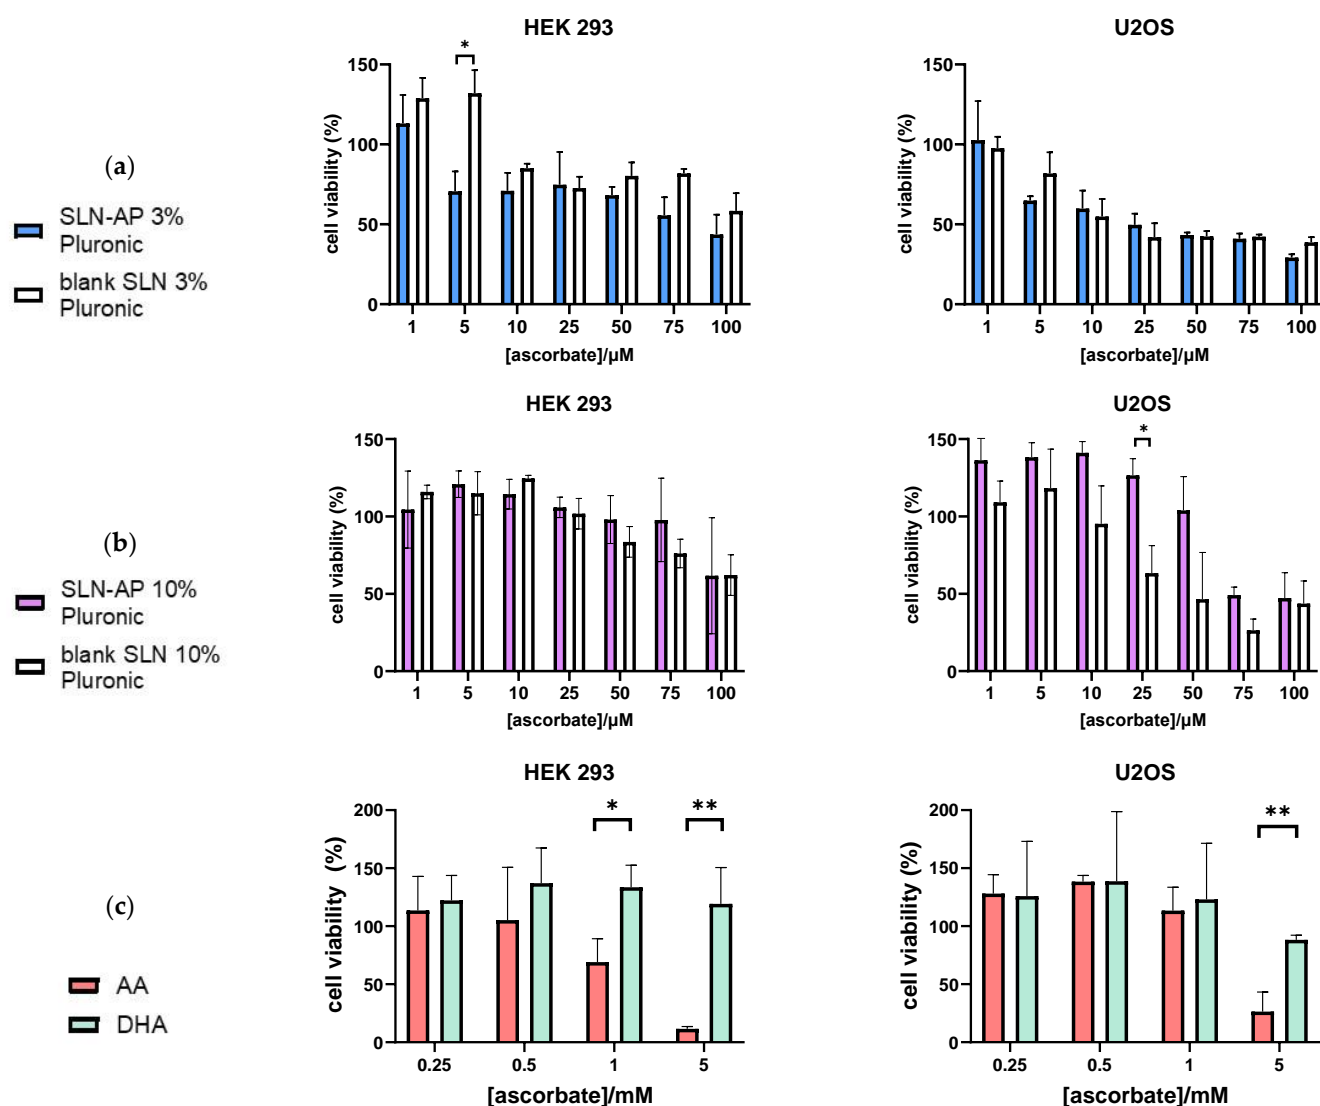 HEK 293
U2OS
*
150
100
50
0
cell viability (%)
1 5 10 25 50 75 100
[ascorbate]/µM
150
100
50
0
cell viability (%)
1 5 10 25 50 75 100
[ascorbate]/µM
(a)
SLN-AP 3%
Pluronic
blank SLN 3%
Pluronic
HEK 293
U2OS
150
100
50
0
cell viability (%)
1 5 10 25 50 75 100
[ascorbate]/µM
*
150
100
50
0
cell viability (%)
1 5 10 25 50 75 100
[ascorbate]/µM
(b)
SLN-AP 10%
Pluronic
blank SLN 10%
Pluronic
HEK 293
U2OS
* **
200
150
100
50
0
cell viability (%)
0.25 0.5 1 5
[ascorbate]/mM
**
200
150
100
50
0
cell viability (%)
0.25 0.5 1 5
[ascorbate]/mM
(c)
AA
DHA